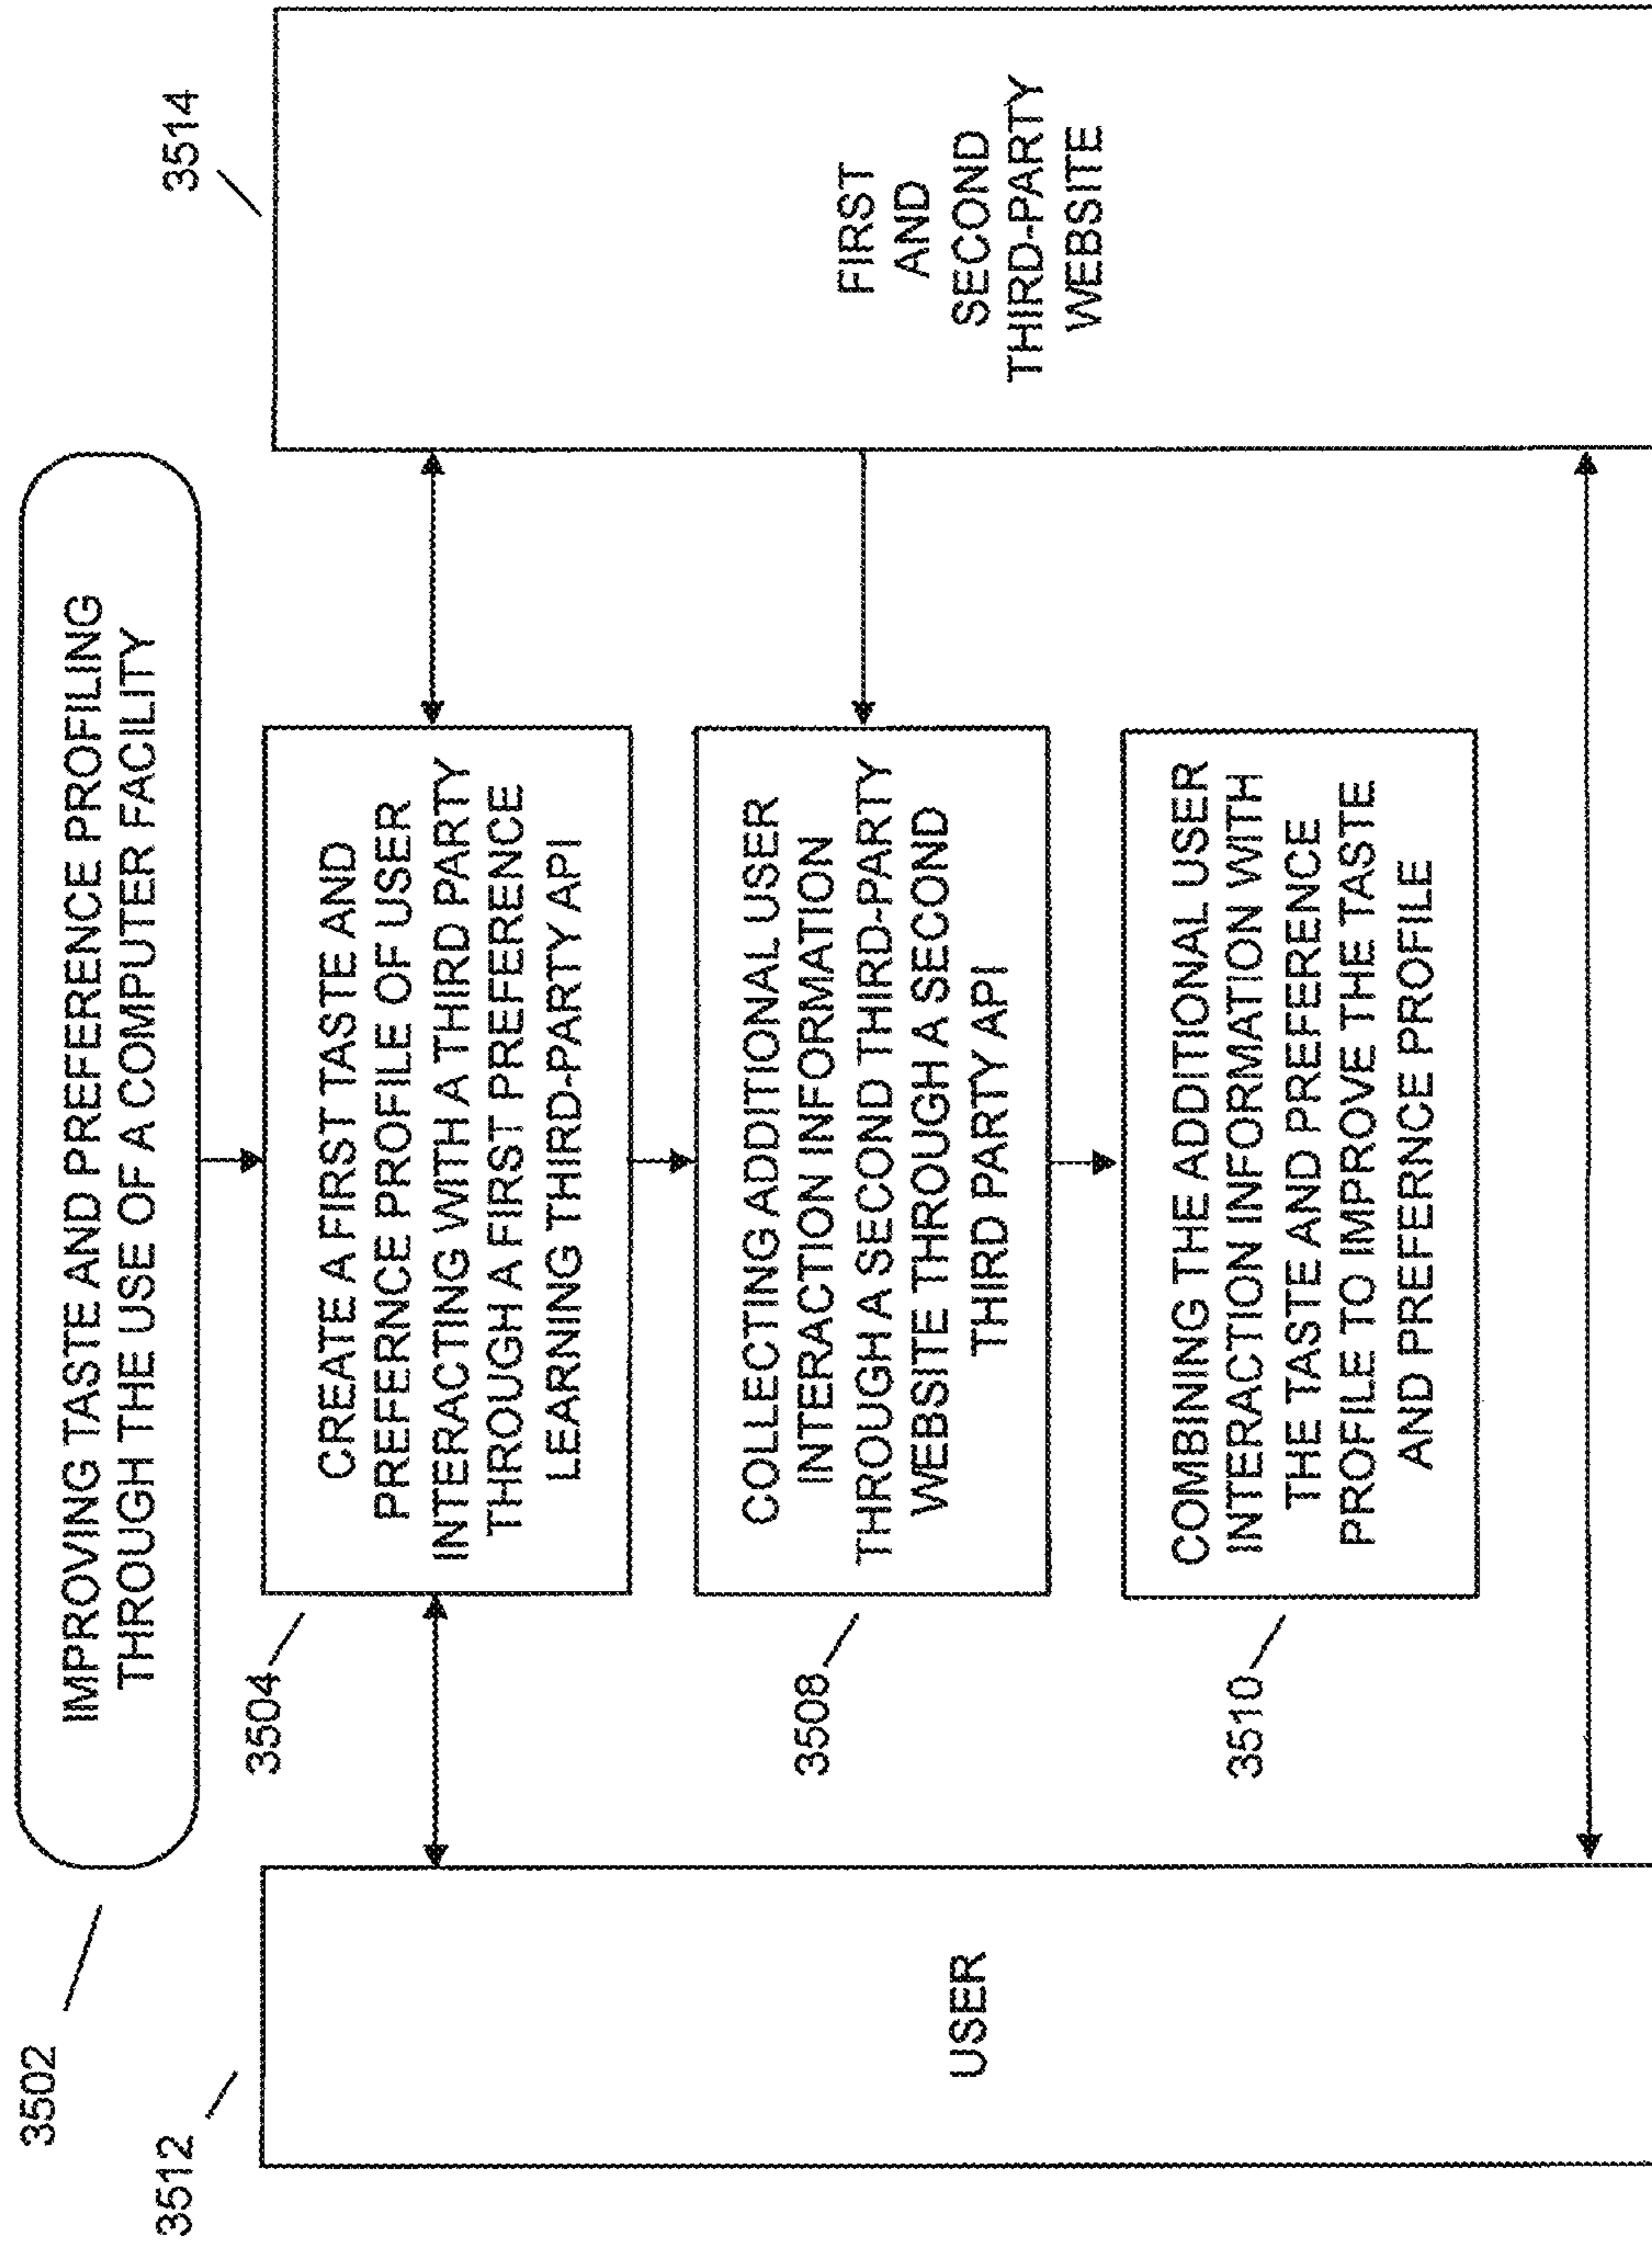 3502
IMPROVING TASTE AND PREFERENCE PROFILING
THROUGH THE USE OF A COMPUTER FACILITY
3512
USER
3504
CREATE A FIRST TASTE AND
PREFERENCE PROFILE OF USER
INTERACTING WITH A THIRD PARTY
THROUGH A FIRST PREFERENCE
LEARNING THIRD-PARTY API
3508
COLLECTING ADDITIONAL USER
INTERACTION INFORMATION
THROUGH A SECOND THIRD-PARTY
WEBSITE THROUGH A SECOND
THIRD PARTY API
3510
COMBINING THE ADDITIONAL USER
INTERACTION INFORMATION WITH
THE TASTE AND PREFERENCE
PROFILE TO IMPROVE THE TASTE
AND PREFERENCE PROFILE
3514
FIRST
AND
SECOND
THIRD-PARTY
WEBSITE